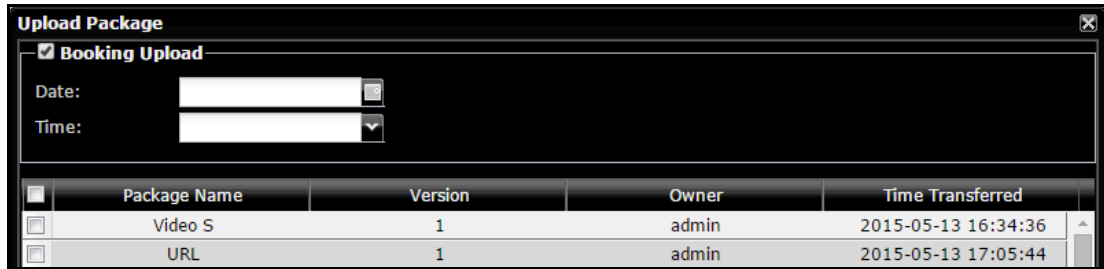 Upload Package
Booking Upload
Date:
Time:
Package Name Version Owner Time Transferred
Video S 1 admin 2015-05-13 16:34:36
URL 1 admin 2015-05-13 17:05:44